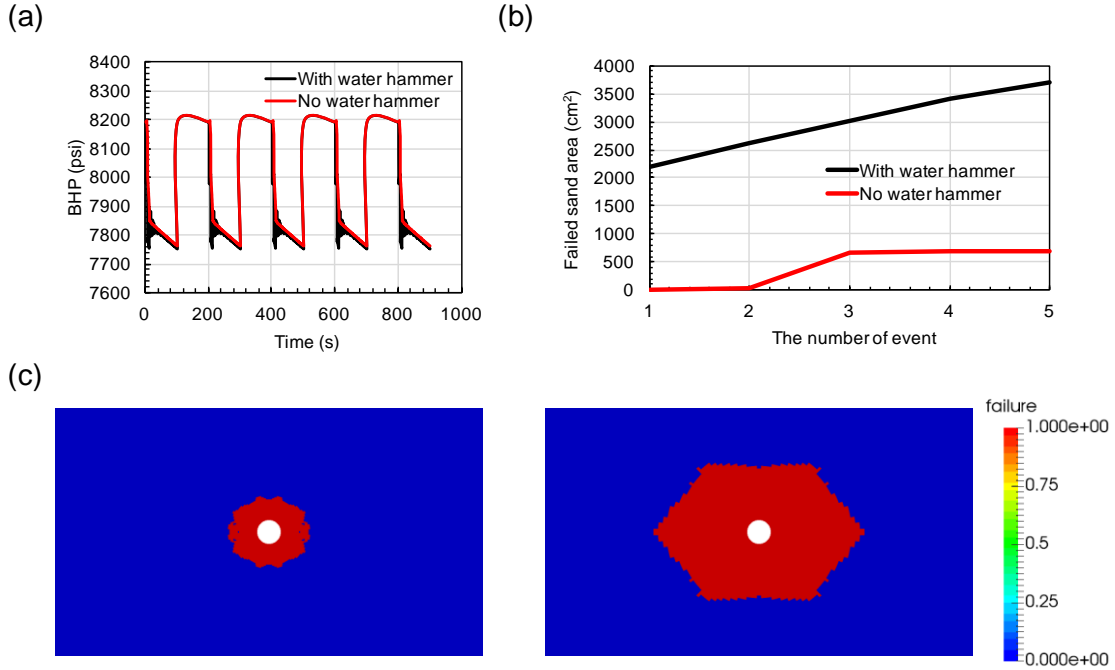 (a)
8400
8300
8200
8100
8000
7900
7800
7700
7600
BHP (psi)
With water hammer
No water hammer
0
200
400
600
800
1000
Time (s)
(b)
4000
3500
3000
2500
2000
1500
1000
500
0
Failed sand area (cm²)
With water hammer
No water hammer
1
2
3
4
5
The number of event
(c)
failure
1.000e+00
0.75
0.5
0.25
0.000e+00